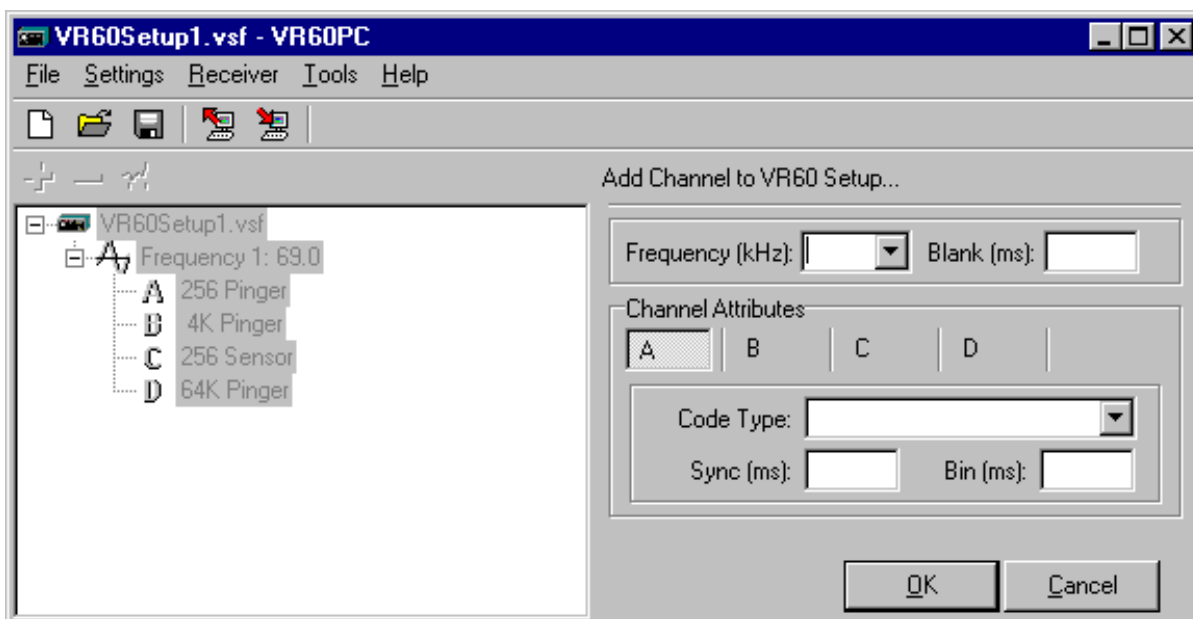 VR60Setup1.vsf - VR60PC
File Settings Receiver Tools Help
Add Channel to VR60 Setup...
VR60Setup1.vsf
Frequency 1: 69.0
A 256 Pinger
B 4K Pinger
C 256 Sensor
D 64K Pinger
Frequency (kHz): Blank (ms):
Channel Attributes
A B C D
Code Type:
Sync (ms): Bin (ms):
OK Cancel